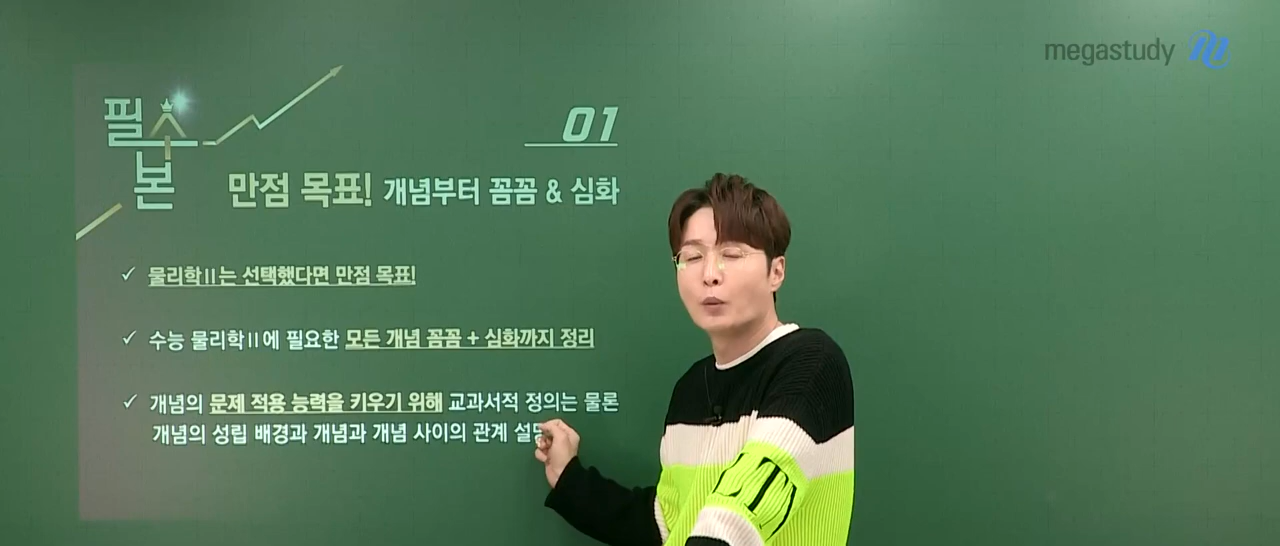 megastudy
필수본
01
만점 목표! 개념부터 꼼꼼 & 심화
✓ 물리학II는 선택했다면 만점 목표!
✓ 수능 물리학II에 필요한 모든 개념 꼼꼼 + 심화까지 정리
✓ 개념의 문제 적용 능력을 키우기 위해 교과서적 정의는 물론
개념의 성립 배경과 개념과 개념 사이의 관계